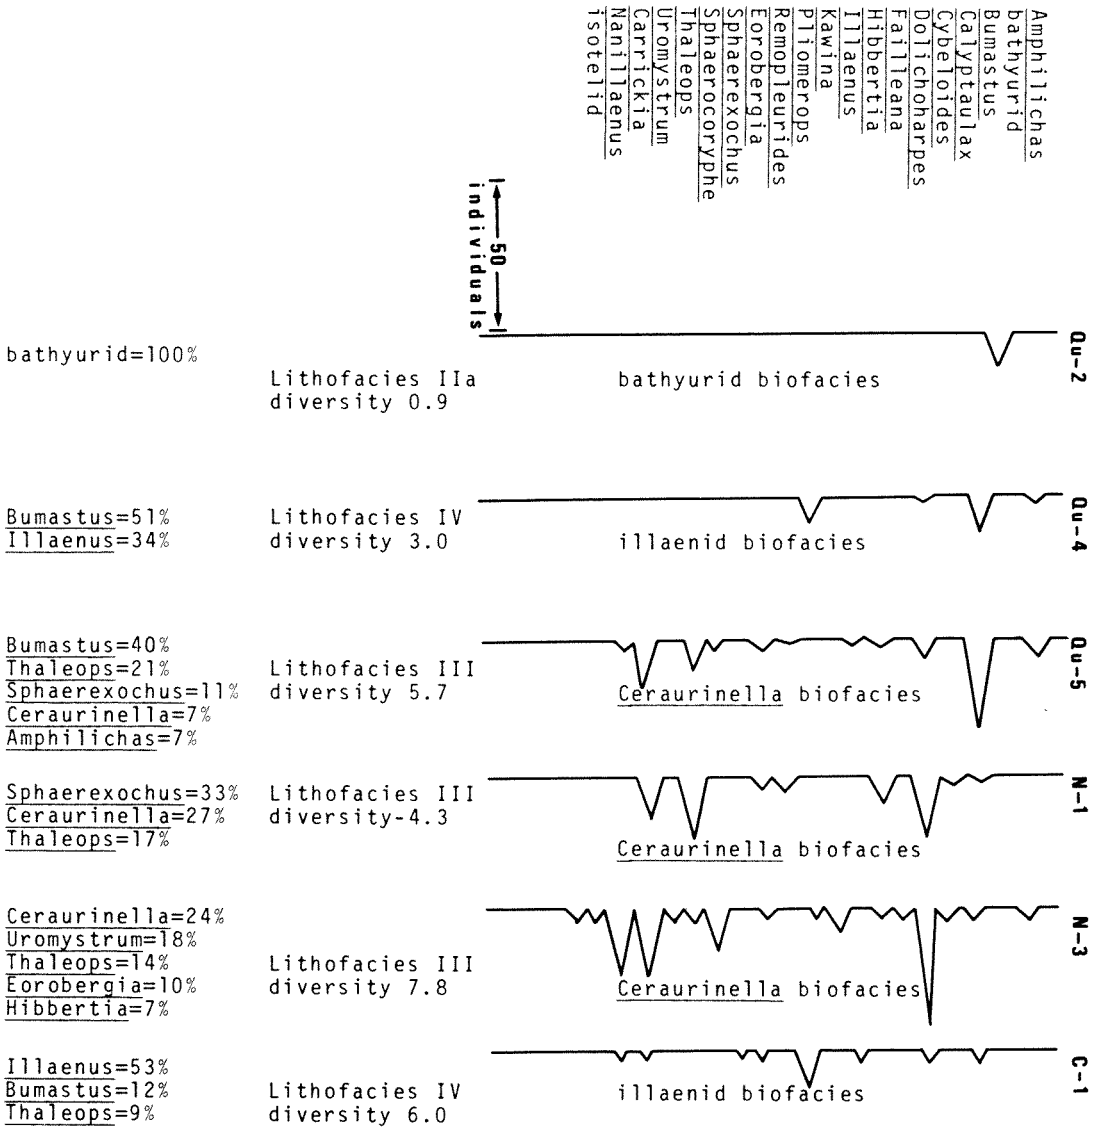 Amphilichas
bathyurid
Bumastus
Calyptaulax
Cybeloides
Dolichoharpes
Failleana
Hibbertia
Illaenus
Kawina
Pliomerops
Remopleurides
Eorobergia
Sphaerexochus
Sphaerocoryphe
Thaleops
Uromystrum
Carrickia
Nanillaenus
isotelid
50
individuals
Qu-2
bathyurid=100%
Lithofacies IIa
diversity 0.9
bathyurid biofacies
Qu-4
Bumastus=51%
Illaenus=34%
Lithofacies IV
diversity 3.0
illaenid biofacies
Qu-5
Bumastus=40%
Thaleops=21%
Sphaerexochus=11%
Ceraurinella=7%
Amphilichas=7%
Lithofacies III
diversity 5.7
Ceraurinella biofacies
N-1
Sphaerexochus=33%
Ceraurinella=27%
Thaleops=17%
Lithofacies III
diversity-4.3
Ceraurinella biofacies
N-3
Ceraurinella=24%
Uromystrum=18%
Thaleops=14%
Eorobergia=10%
Hibbertia=7%
Lithofacies III
diversity 7.8
Ceraurinella biofacies
C-1
Illaenus=53%
Bumastus=12%
Thaleops=9%
Lithofacies IV
diversity 6.0
illaenid biofacies